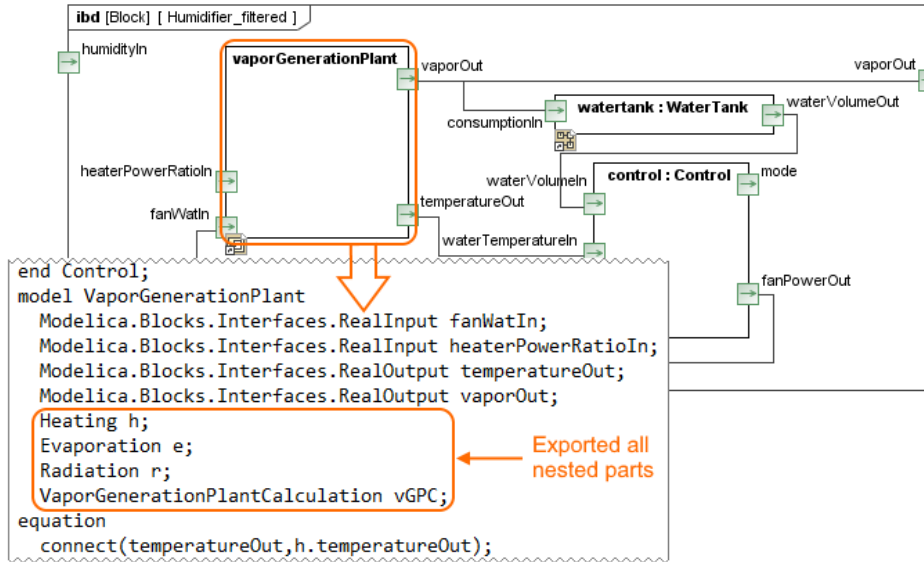 ibd [Block] [ Humidifier_filtered ]
humidityIn
vaporGenerationPlant
vaporOut
vaporOut
watertank : WaterTank
waterVolumeOut
consumptionIn
heaterPowerRatioIn
waterVolumeIn
control : Control
mode
fanWatIn
temperatureOut
waterTemperatureIn
fanPowerOut
end Control;
model VaporGenerationPlant
Modelica.Blocks.Interfaces.RealInput fanWatIn;
Modelica.Blocks.Interfaces.RealInput heaterPowerRatioIn;
Modelica.Blocks.Interfaces.RealOutput temperatureOut;
Modelica.Blocks.Interfaces.RealOutput vaporOut;
Heating h;
Evaporation e;
Radiation r;
VaporGenerationPlantCalculation vGPC;
Exported all
nested parts
equation
connect(temperatureOut,h.temperatureOut);